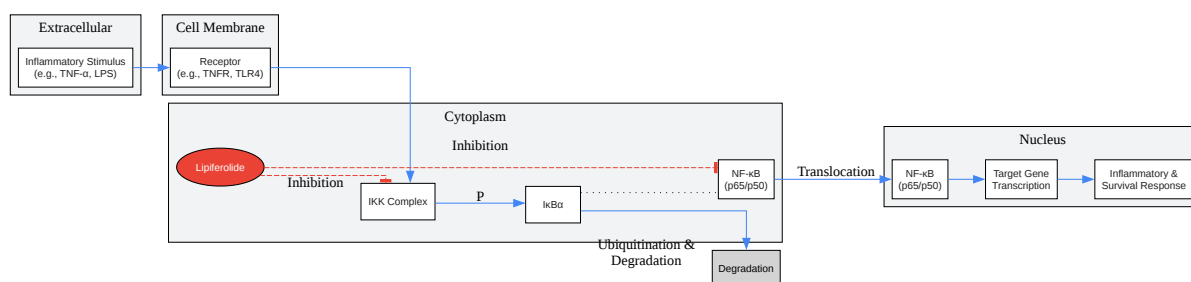 Extracellular
Inflammatory Stimulus
(e.g., TNF-α, LPS)
Cell Membrane
Receptor
(e.g., TNFR, TLR4)
Cytoplasm
Inhibition
Lipiferolide
Inhibition
IKK Complex
P
IκBα
NF-κB
(p65/p50)
Ubiquitination &
Degradation
Degradation
Translocation
Nucleus
NF-κB
(p65/p50)
Target Gene
Transcription
Inflammatory &
Survival Response